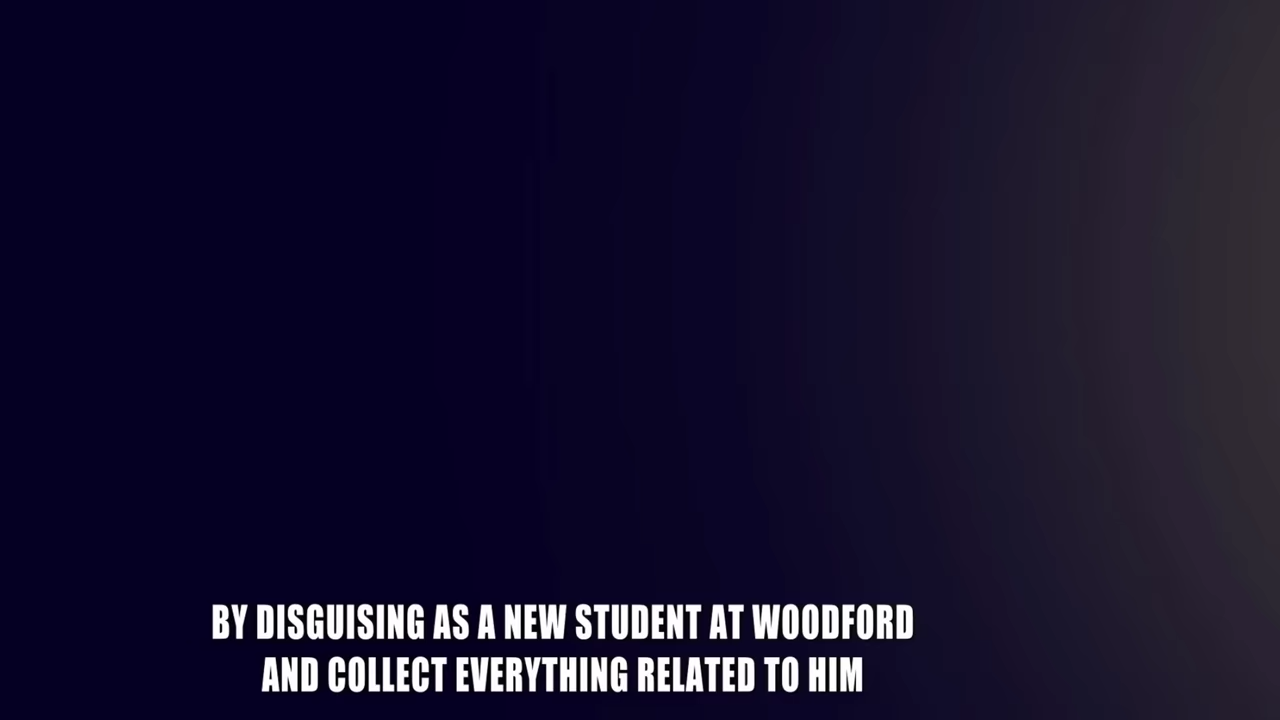 BY DISGUISING AS A NEW STUDENT AT WOODFORD
AND COLLECT EVERYTHING RELATED TO HIM